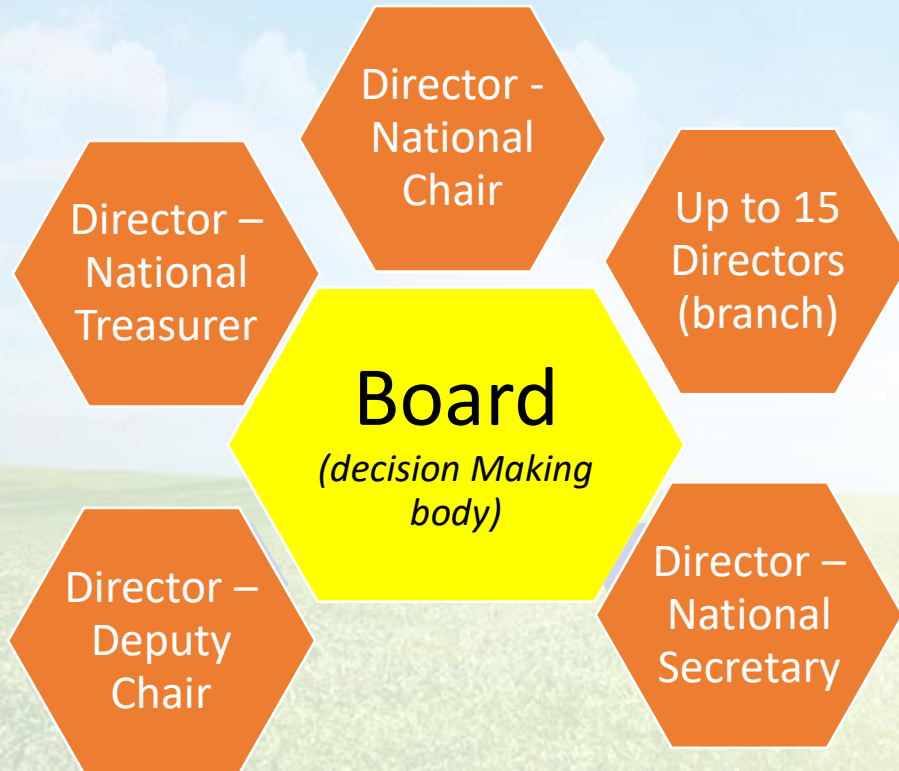 Director -
National
Chair
Director –
National
Treasurer
Up to 15
Directors
(branch)
Board
(decision Making
body)
Director –
Deputy
Chair
Director –
National
Secretary